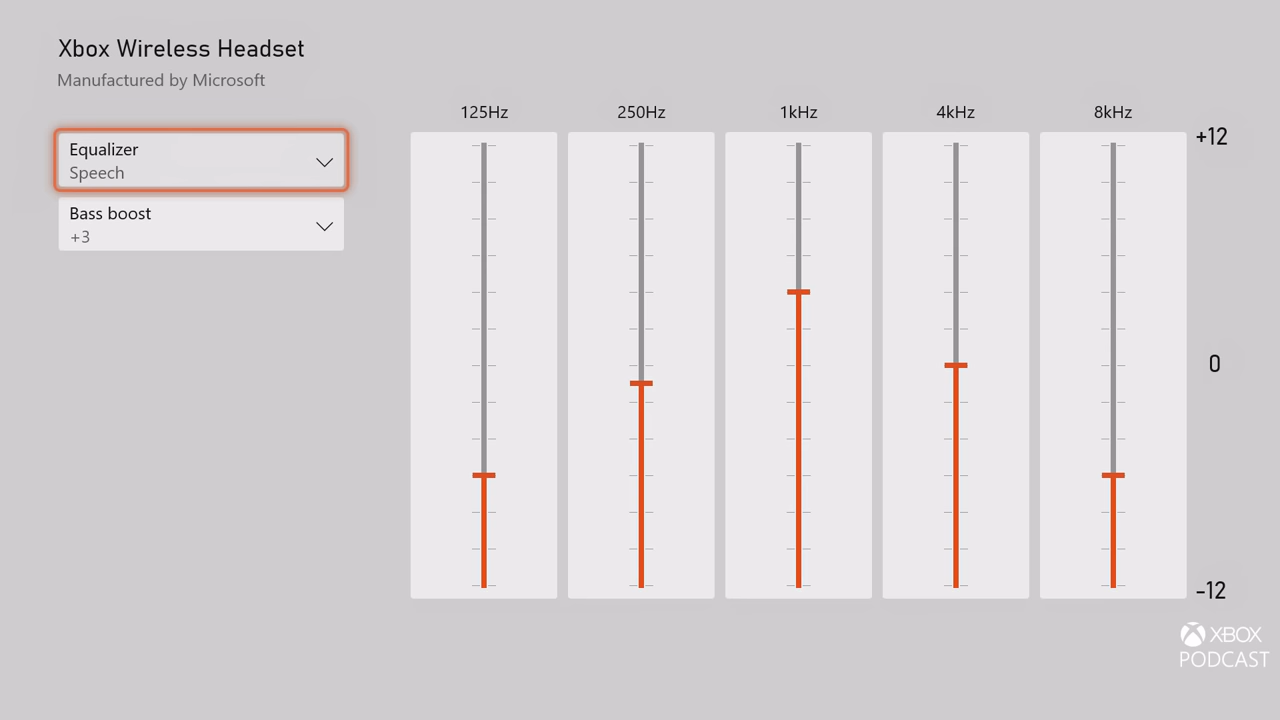 Xbox Wireless Headset
Manufactured by Microsoft
Equalizer
Speech
Bass boost
+3
125Hz 250Hz 1kHz 4kHz 8kHz
+12
0
-12
XBOX
PODCAST